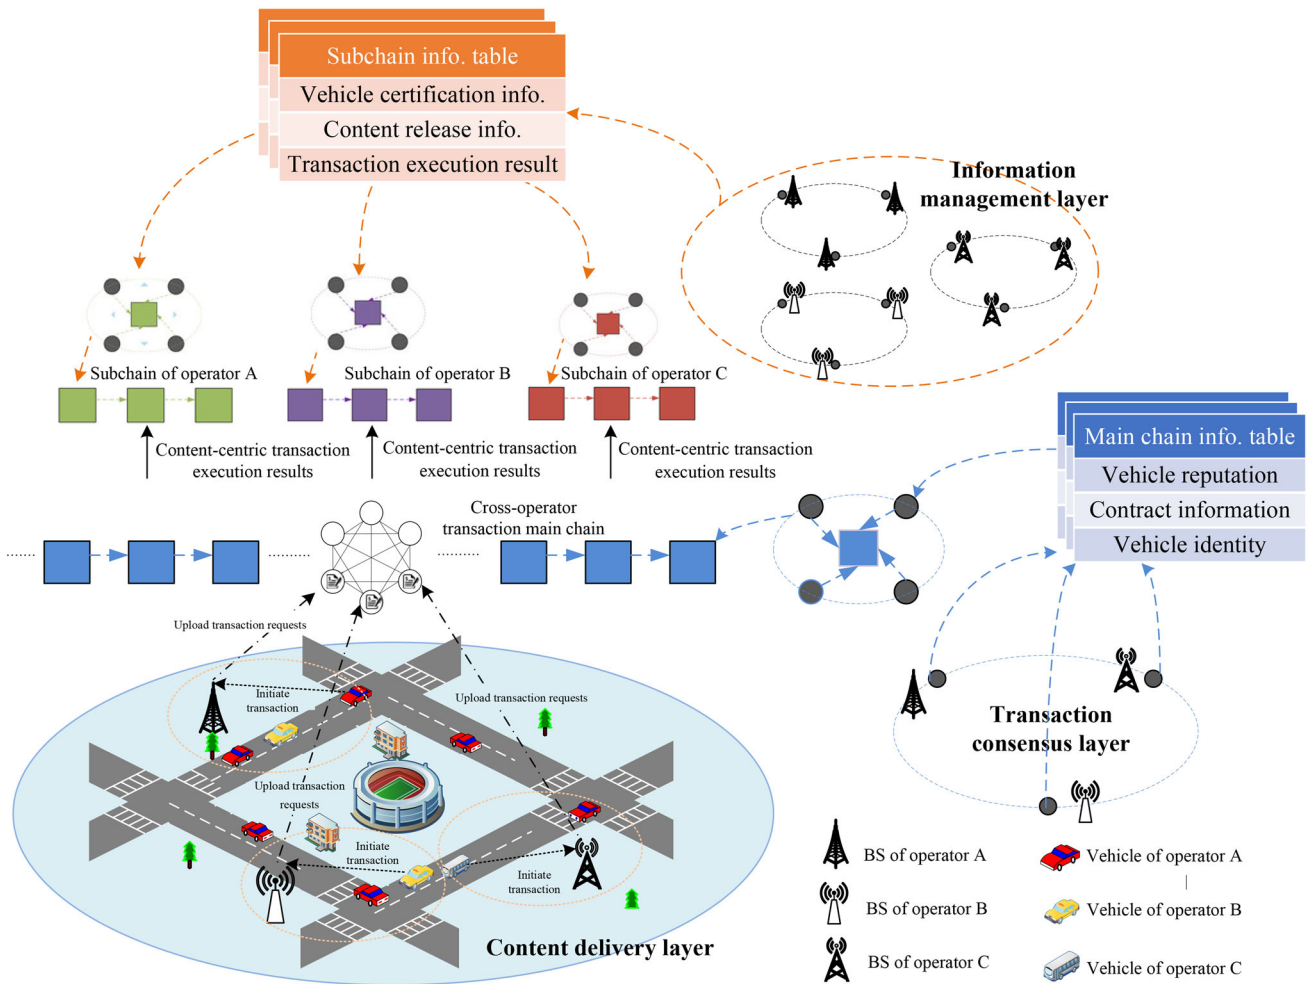 Subchain info. table
Vehicle certification info.
Content release info.
Transaction execution result
Information
management layer
Subchain of operator A
Subchain of operator B
Subchain of operator C
Content-centric transaction
execution results
Content-centric transaction
execution results
Content-centric transaction
execution results
Main chain info. table
Vehicle reputation
Contract information
Vehicle identity
Cross-operator
transaction main chain
Upload transaction requests
Initiate
transaction
Upload transaction requests
Upload transaction
requests
Initiate
transaction
Initiate
transaction
Content delivery layer
Transaction
consensus layer
BS of operator A
Vehicle of operator A
BS of operator B
Vehicle of operator B
BS of operator C
Vehicle of operator C